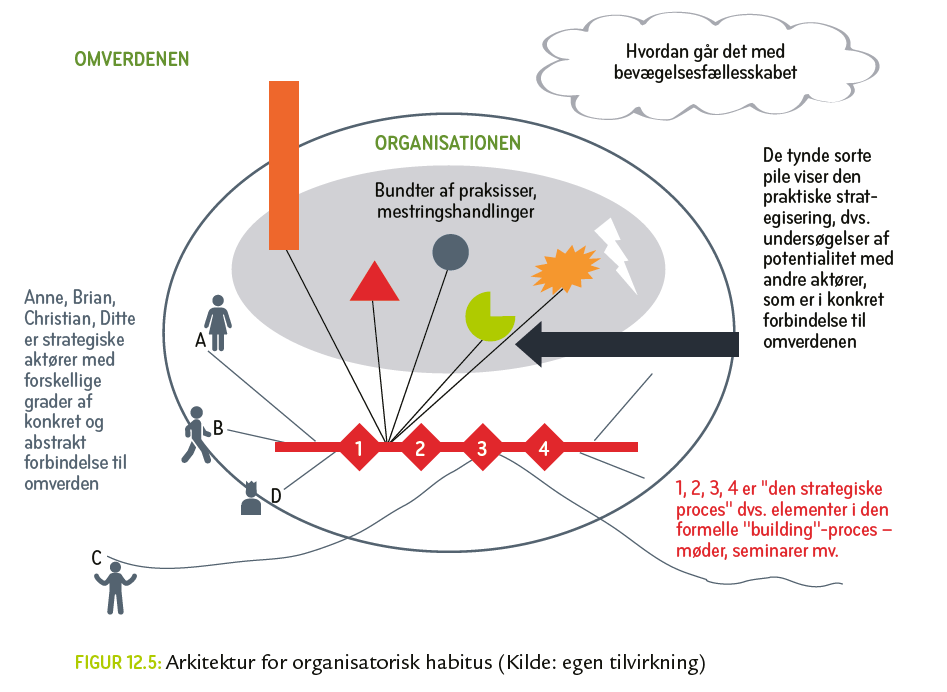 OMVERDENEN
Hvordan går det med
bevægelsesfællesskabet
ORGANISATIONEN
Bundter af praksisser,
mestringshandlinger
De tynde sorte
pile viser den
praktiske strat-
egisering, dvs.
undersøgelser af
potentialitet med
andre aktører,
som er i konkret
forbindelse til
omverdenen
Anne, Brian,
Christian, Ditte
er strategiske
aktører med
forskellige
grader af
konkret og
abstrakt
forbindelse til
omverden
A
B
D
C
1 2 3 4
1, 2, 3, 4 er "den strategiske
proces" dvs. elementer i den
formelle "building"-proces –
møder, seminarer mv.
FIGUR 12.5: Arkitektur for organisatorisk habitus (Kilde: egen tilvirkning)